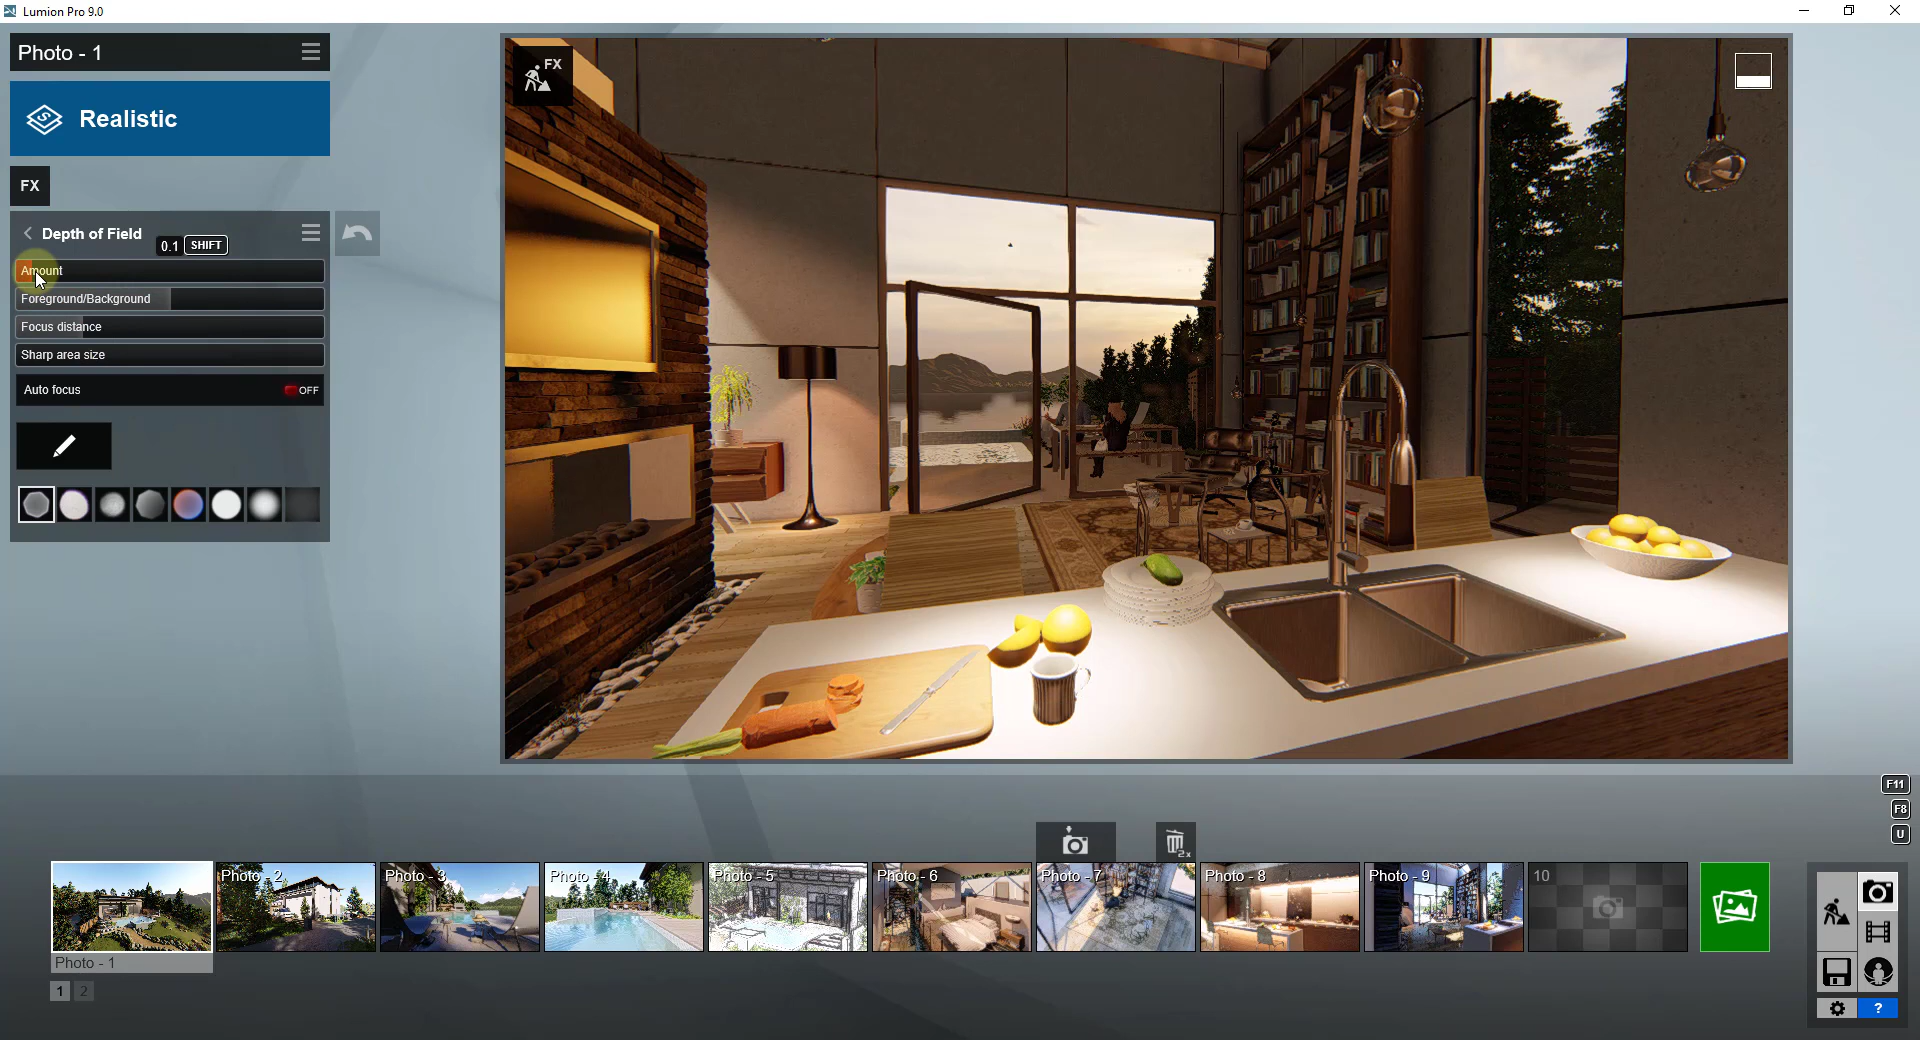 Lumion Pro 9.0
Photo - 1
Realistic
FX
Depth of Field
0.1 SHIFT
Amount
Foreground/Background
Focus distance
Sharp area size
Auto focus OFF
FX
F11
F8
U
2x
Photo - 2
Photo - 3
Photo - 4
Photo - 5
Photo - 6
Photo - 7
Photo - 8
Photo - 9
10
Photo - 1
1 2
?